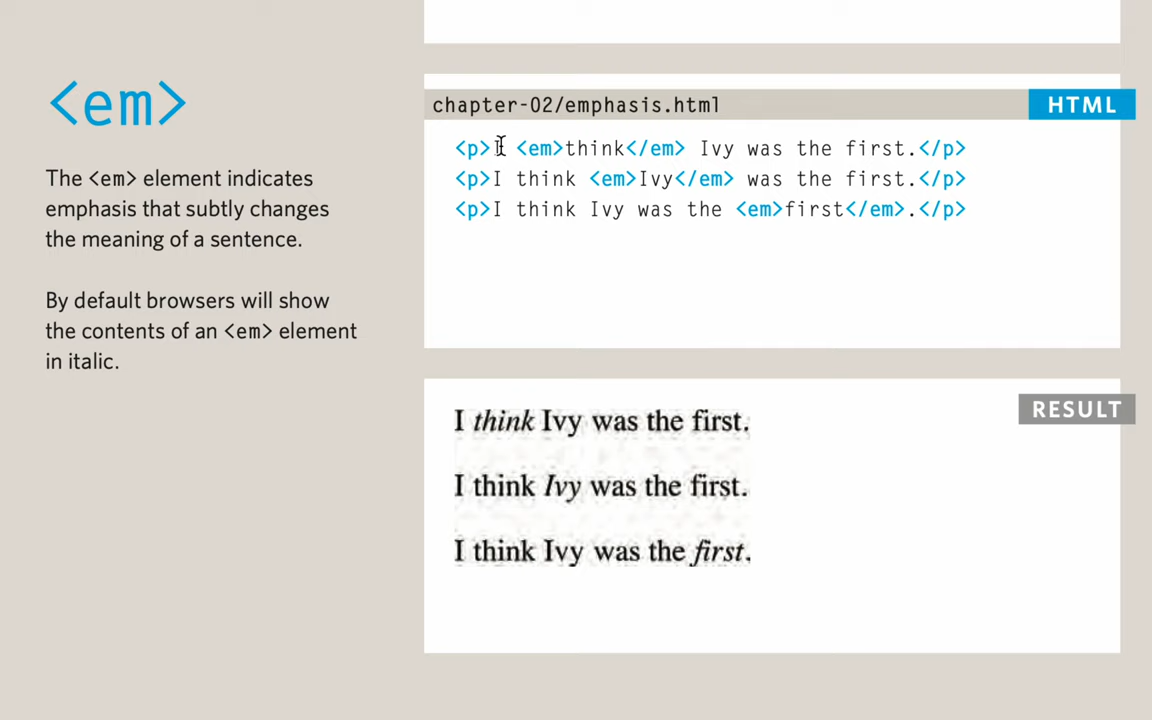 <em>
The <em> element indicates
emphasis that subtly changes
the meaning of a sentence.
By default browsers will show
the contents of an <em> element
in italic.
chapter-02/emphasis.html
HTML
<p>I <em>think</em> Ivy was the first.</p>
<p>I think <em>Ivy</em> was the first.</p>
<p>I think Ivy was the <em>first</em>.</p>
RESULT
I think Ivy was the first.
I think Ivy was the first.
I think Ivy was the first.